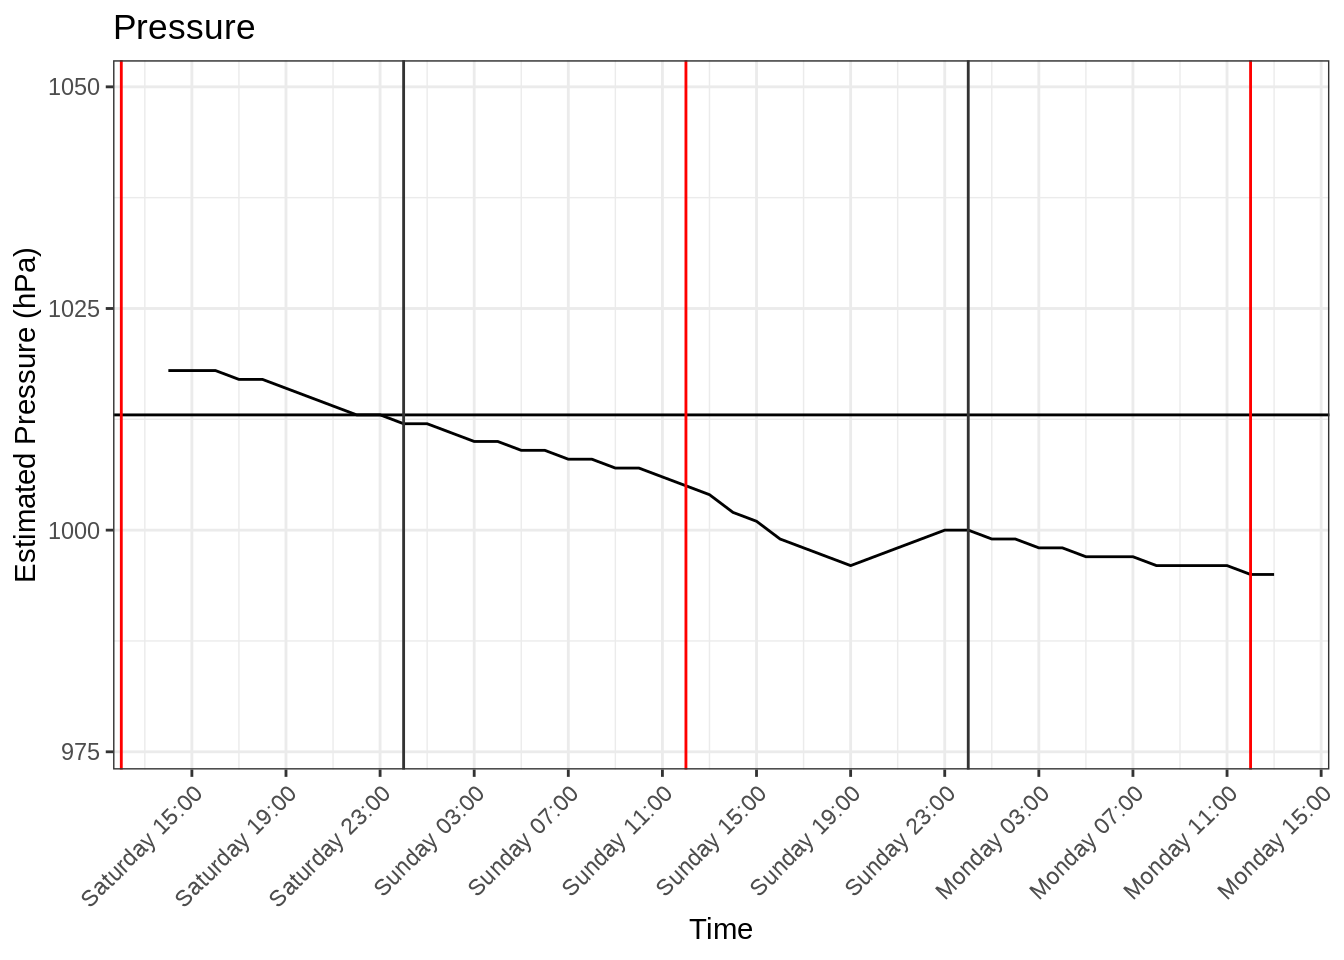 Pressure
Estimated Pressure (hPa)
1050
1025
1000
975
Saturday 15:00
Saturday 19:00
Saturday 23:00
Sunday 03:00
Sunday 07:00
Sunday 11:00
Sunday 15:00
Sunday 19:00
Sunday 23:00
Monday 03:00
Monday 07:00
Monday 11:00
Monday 15:00
Time